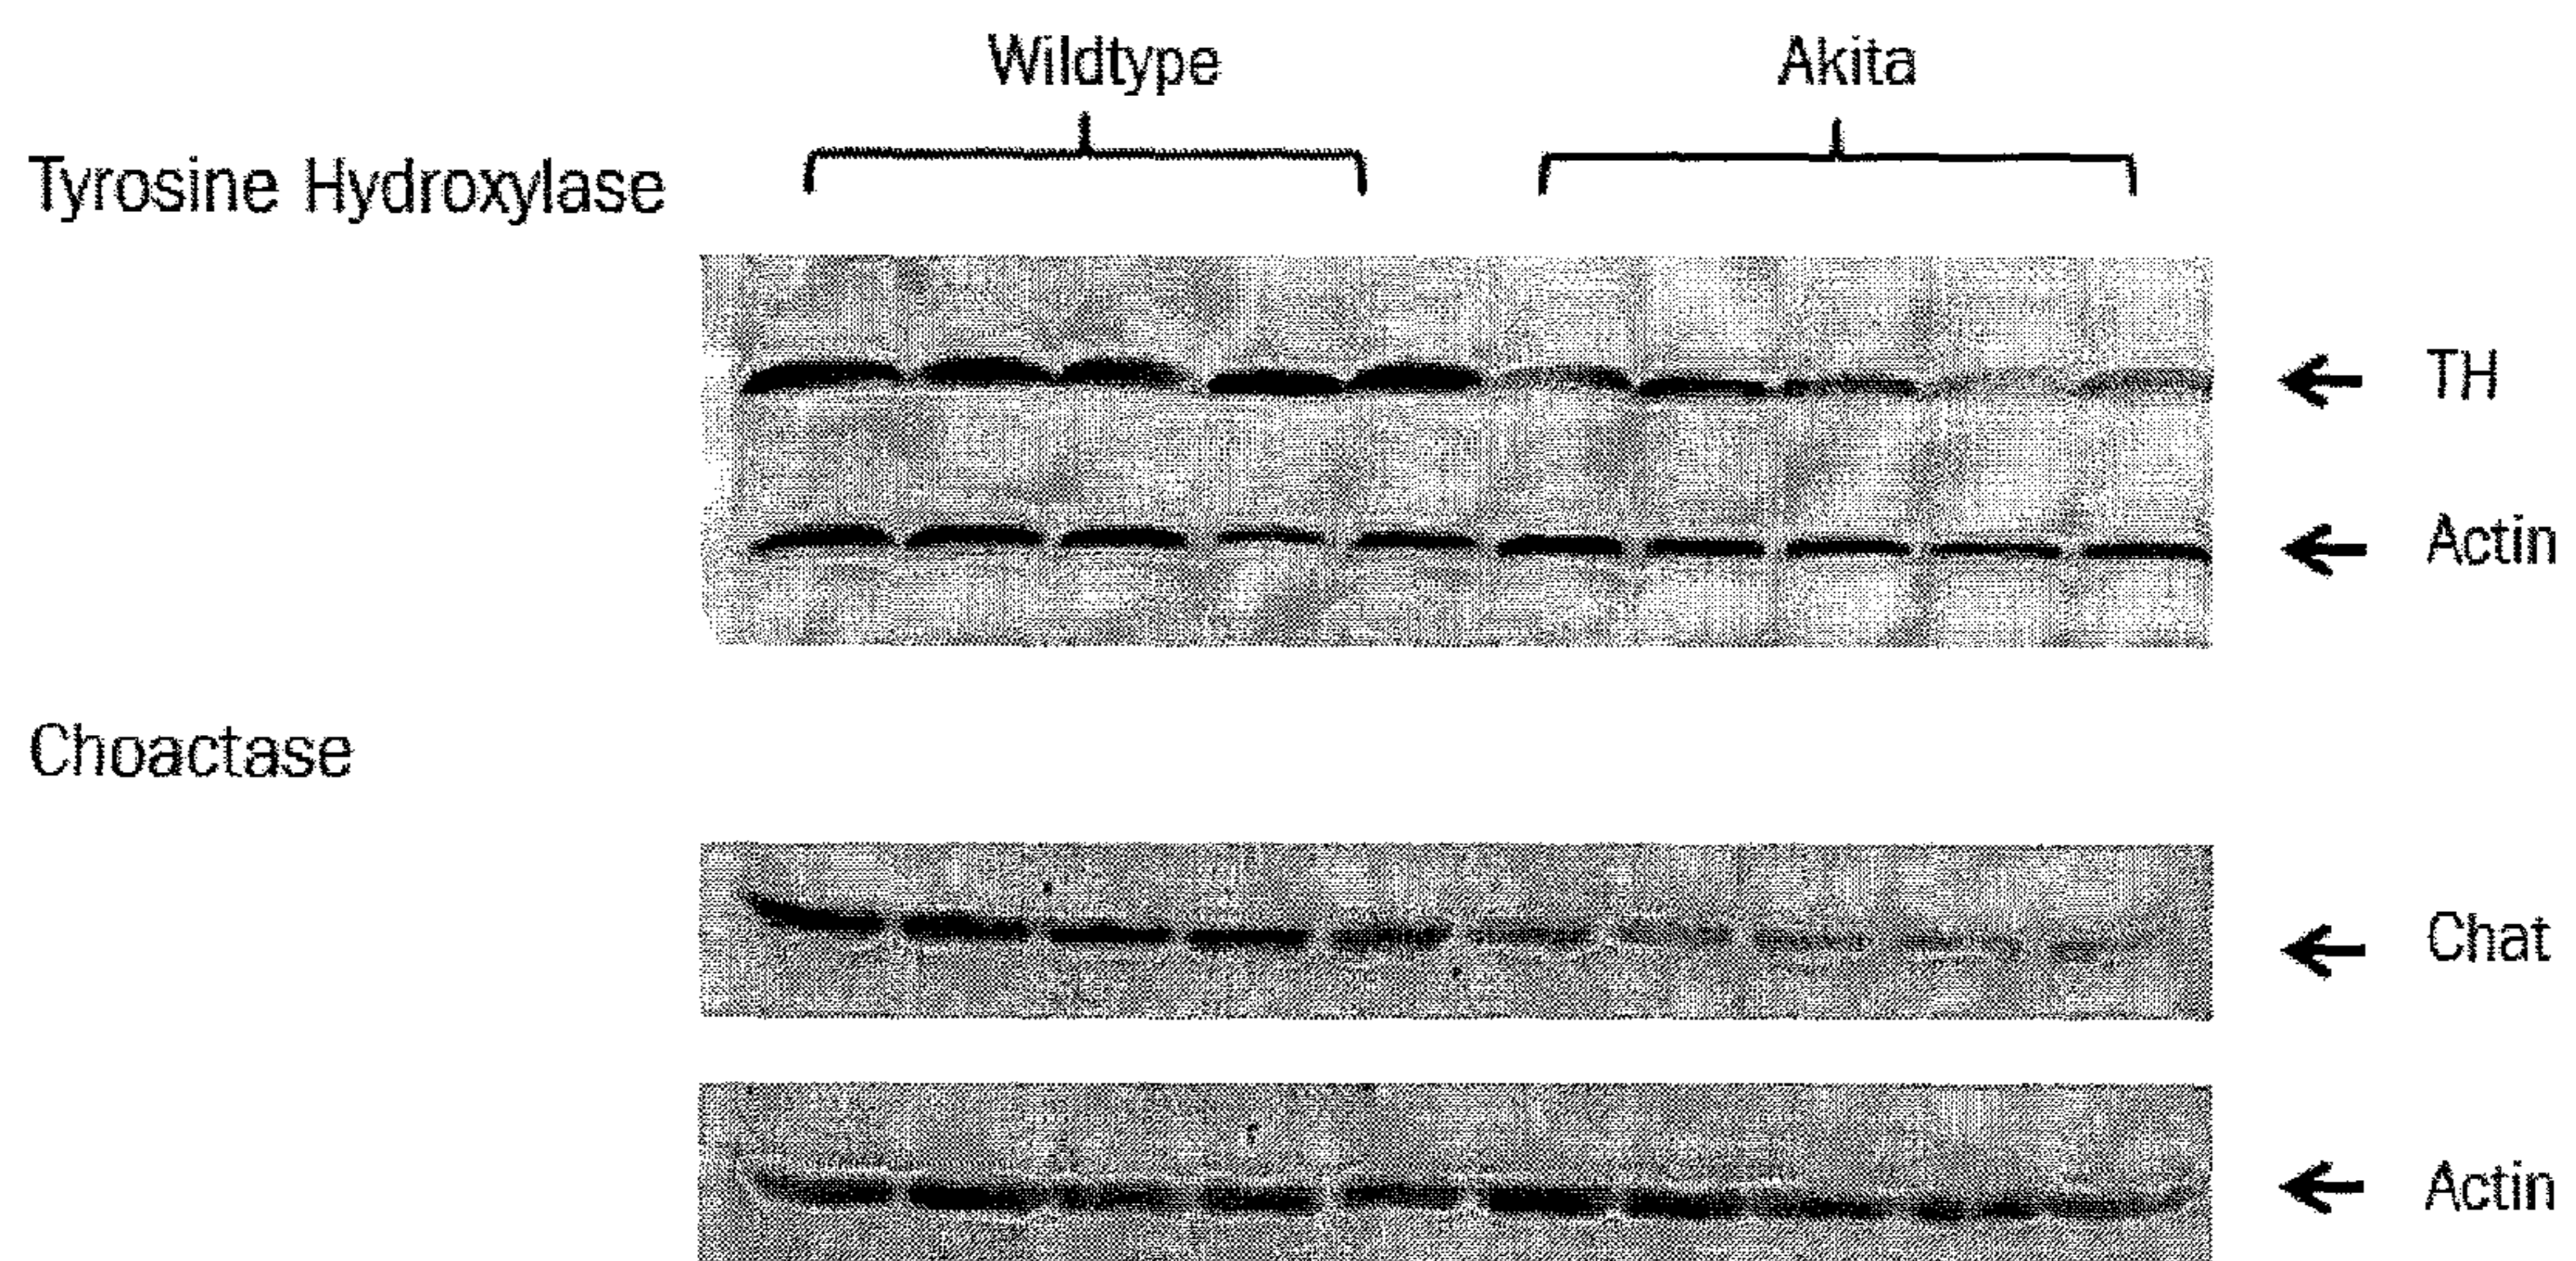 Wildtype Akita
Tyrosine Hydroxylase
TH
Actin
Choactase
Chat
Actin